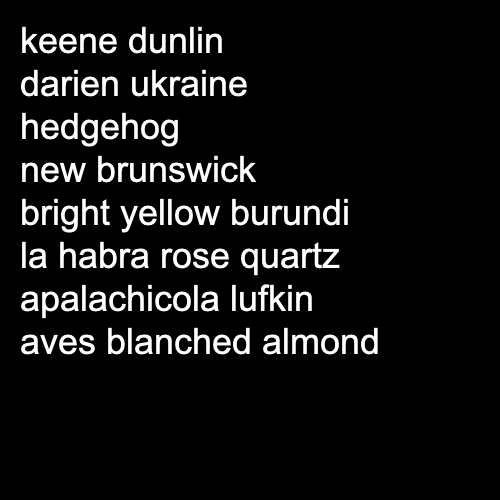 keene dunlin
darien ukraine
hedgehog
new brunswick
bright yellow burundi
la habra rose quartz
apalachicola lufkin
aves blanched almond